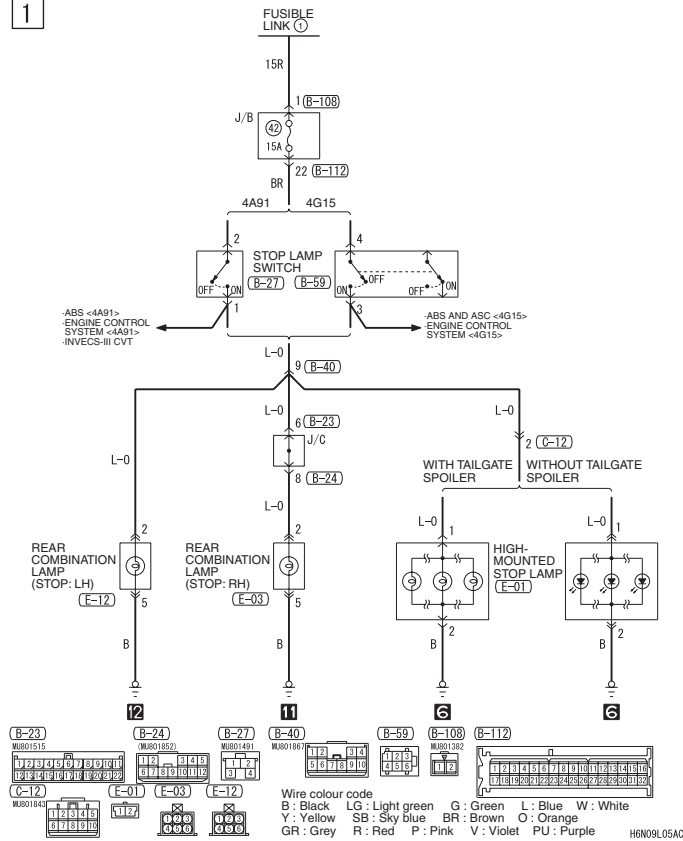 1
FUSIBLE
LINK ①
15R
1 (B-108)
J/B
42
15A
22 (B-112)
BR
4A91 4G15
2 4
STOP LAMP
SWITCH
(B-27) (B-59)
OFF ON ON OFF OFF ON
1 3
·ABS <4A91>
·ENGINE CONTROL
SYSTEM <4A91>
·INVECS-III CVT
·ABS AND ASC <4G15>
·ENGINE CONTROL
SYSTEM <4G15>
L-O
9 (B-40)
L-O L-O
6 (B-23)
J/C
2 (C-12)
L-O
8 (B-24)
WITH TAILGATE
SPOILER
WITHOUT TAILGATE
SPOILER
L-O
L-O L-O
2 2 1 1
REAR
COMBINATION
LAMP
(STOP: LH)
(E-12)
REAR
COMBINATION
LAMP
(STOP: RH)
(E-03)
HIGH-
MOUNTED
STOP LAMP
(E-01)
5 5 2 2
B B B B
12 11 6 6
(B-23) (B-24) (B-27) (B-40) (B-59) (B-108) (B-112)
MU801515 (MU801852) MU801491 MU801867 MU801382
1 2 3 4 5 6 7 8 9 10 11
12 13 14 15 16 17 18 19 20 21 22
1 2 3 4 5
6 7 8 9 10 11 12
1 2
3 4
1 2 3 4
5 6 7 8 9 10
1 2 3
4 5 6
1 2
1 2 3 4 5 6 7 8 9 10 11 12 13 14 15 16
17 18 19 20 21 22 23 24 25 26 27 28 29 30 31 32
(C-12) (E-01) (E-03) (E-12)
MU801843
1 2 3 4 5
6 7 8 9 10
1 2
1 2 3
4 5 6
1 2 3
4 5 6
Wire colour code
B : Black LG : Light green G : Green L : Blue W : White
Y : Yellow SB : Sky blue BR : Brown O : Orange
GR : Grey R : Red P : Pink V : Violet PU : Purple
H6N09L05AC